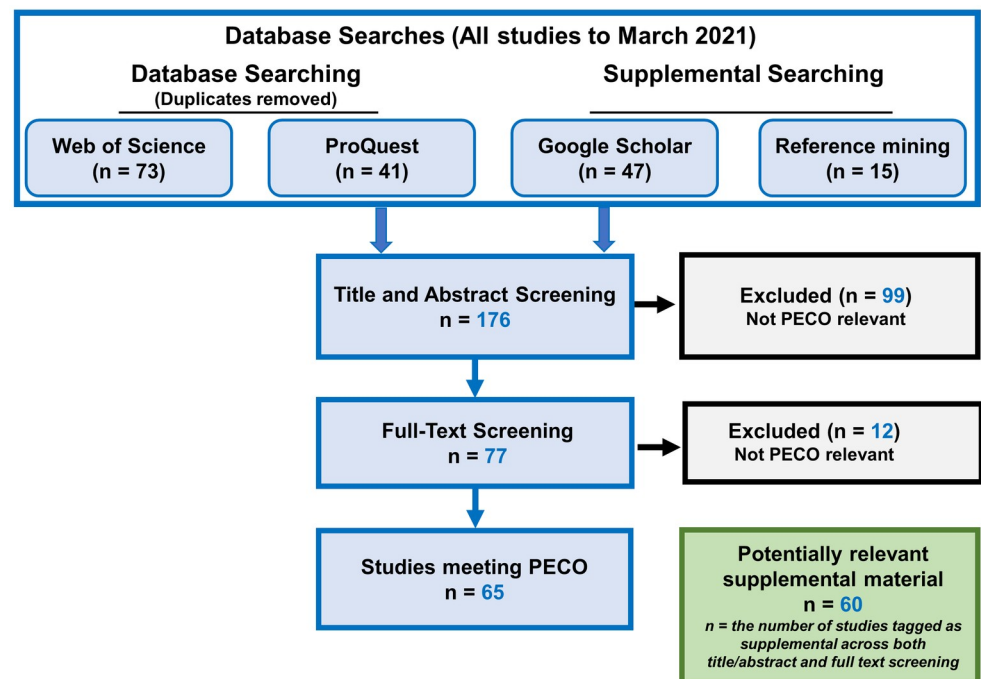 Database Searches (All studies to March 2021)
Database Searching
(Duplicates removed)
Supplemental Searching
Web of Science
(n = 73)
ProQuest
(n = 41)
Google Scholar
(n = 47)
Reference mining
(n = 15)
Title and Abstract Screening
n = 176
Excluded (n = 99)
Not PECO relevant
Full-Text Screening
n = 77
Excluded (n = 12)
Not PECO relevant
Studies meeting PECO
n = 65
Potentially relevant
supplemental material
n = 60
n = the number of studies tagged as
supplemental across both
title/abstract and full text screening